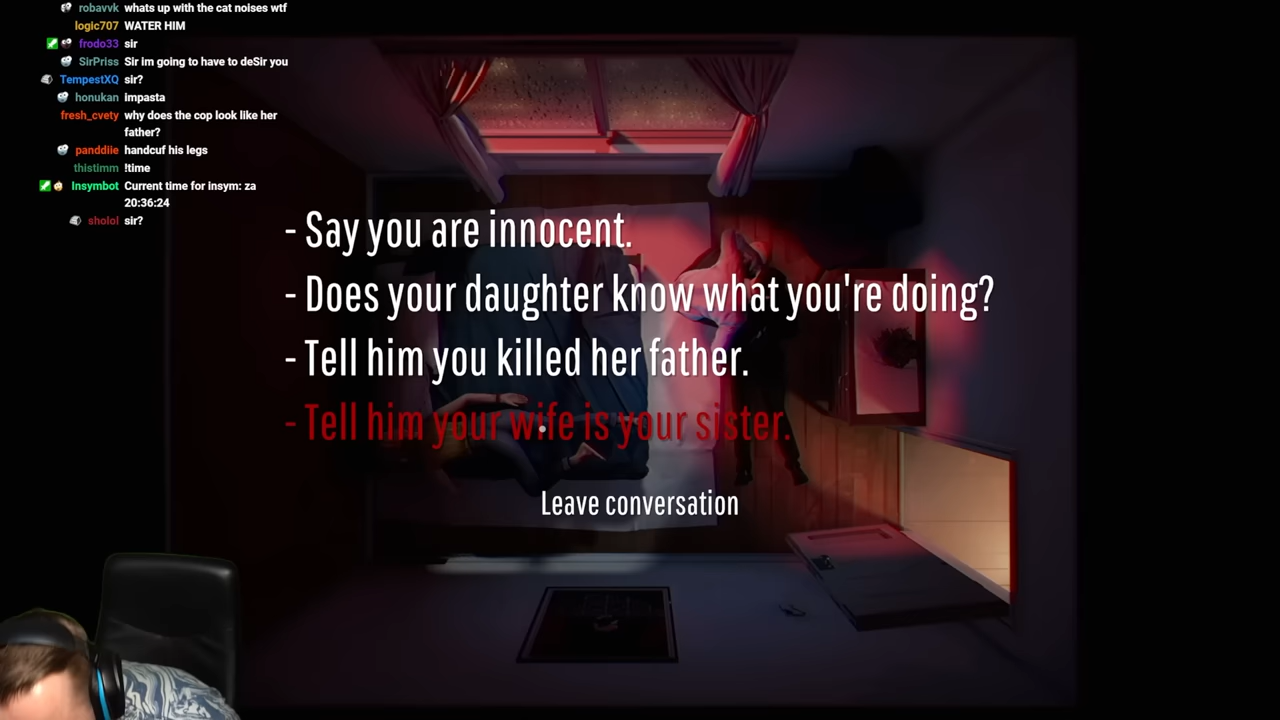 robavvk whats up with the cat noises wtf
logic707 WATER HIM
frodo33 sir
SirPriss Sir im going to have to deSir you
TempestXQ sir?
honukan impasta
fresh_cvety why does the cop look like her
father?
panddiie handcuf his legs
thistimm !time
Insymbot Current time for insym: za
20:36:24
sholol sir?
- Say you are innocent.
- Does your daughter know what you're doing?
- Tell him you killed her father.
- Tell him your wife is your sister.
Leave conversation